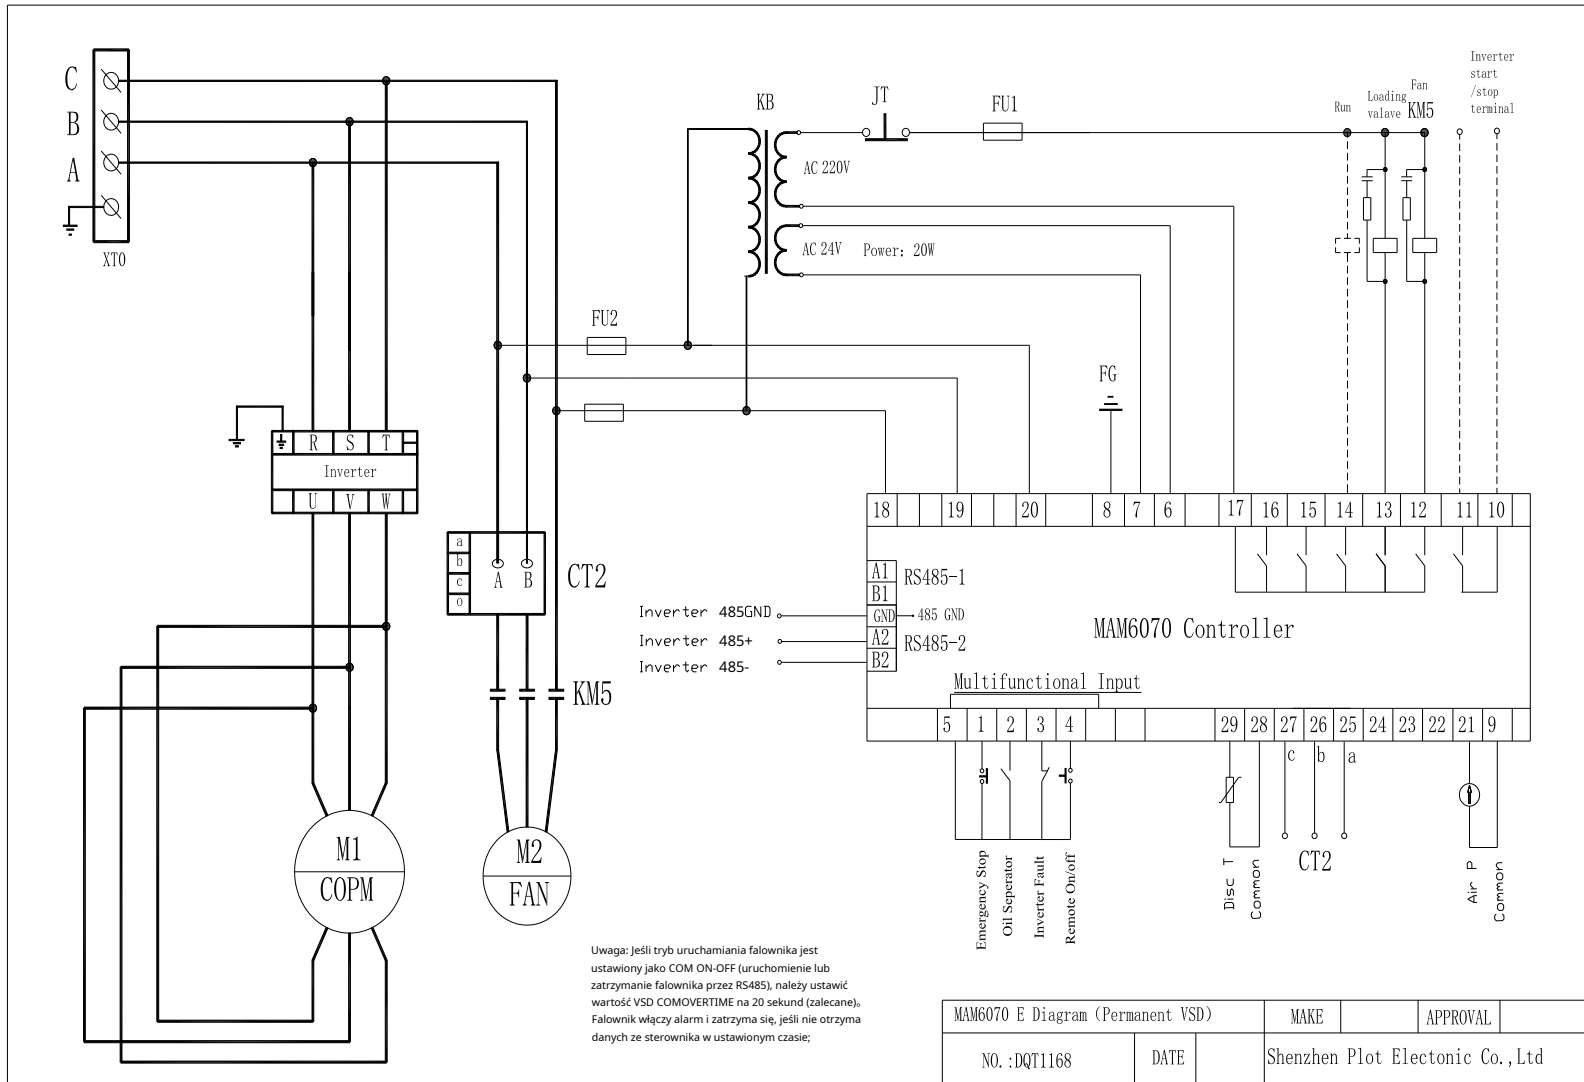 C
B
A
XT0
KB
JT
FU1
AC 220V
AC 24V
Power: 20W
Run
Loading
valave
Fan
KM5
Inverter
start
/stop
terminal
FU2
FG
R S T
Inverter
U V W
a
b
c
o
A B
CT2
KM5
18 19 20 8 7 6 17 16 15 14 13 12 11 10
A1
B1
GND
A2
B2
RS485-1
485 GND
RS485-2
Inverter 485GND
Inverter 485+
Inverter 485-
MAM6070 Controller
Multifunctional Input
5 1 2 3 4 29 28 27 26 25 24 23 22 21 9
c b a
Emergency Stop
Oil Seperator
Inverter Fault
Remote On/off
Disc T
Common
CT2
Air P
Common
M1
COPM
M2
FAN
Uwaga: Jeśli tryb uruchamiania falownika jest
ustawiony jako COM ON-OFF (uruchomienie lub
zatrzymanie falownika przez RS485), należy ustawić
wartość VSD COMOVERTIME na 20 sekund (zalecane)。
Falownik włączy alarm i zatrzyma się, jeśli nie otrzyma
danych ze sterownika w ustawionym czasie;
MAM6070 E Diagram (Permanent VSD)
MAKE
APPROVAL
NO.:DQT1168
DATE
Shenzhen Plot Electonic Co.,Ltd